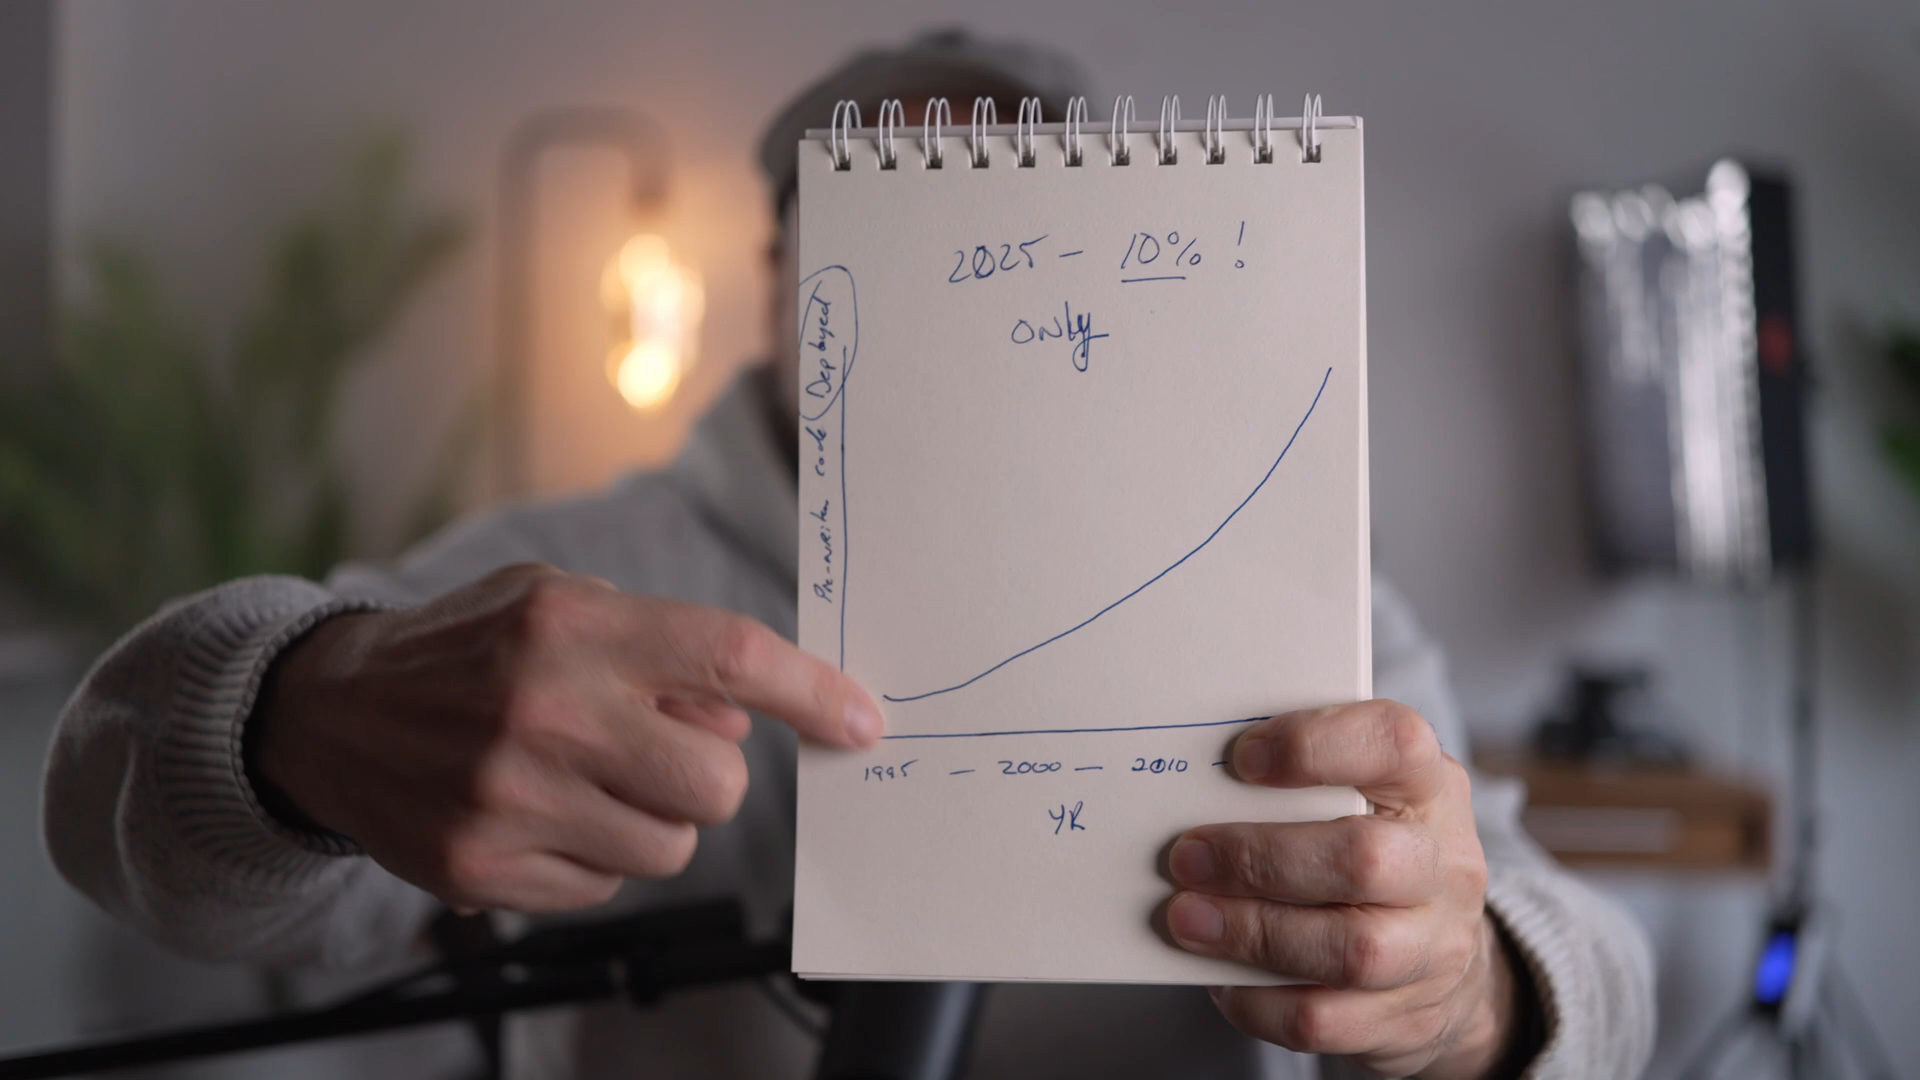 2025 - 10% !
ONly
Pre-written code Deployed
1995 — 2000 — 2010 -
YR